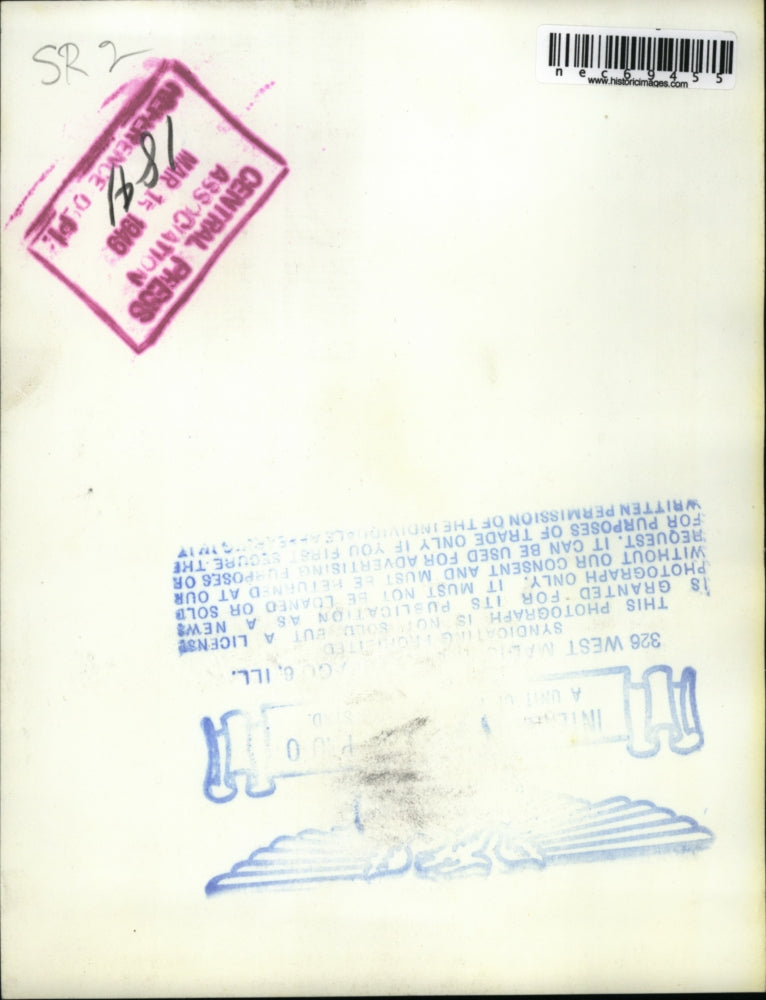 SR 2
nec69455
www.historicimages.com
CENTRAL PRESS
ASSOCIATION
MAR 15 1949
REFERENCE DEPT.
1841
INTER
A UNIT OF
326 WEST ILL.
SYNDICATING PROHIBITED
THIS PHOTOGRAPH IS NOT SOLD BUT A LICENSE
IS GRANTED FOR ITS PUBLICATION AS A NEWS
PHOTOGRAPH ONLY. IT MUST NOT BE LOANED OR SOLD
WITHOUT OUR CONSENT AND MUST BE RETURNED AT OUR
REQUEST. IT CAN BE USED FOR ADVERTISING PURPOSES OR
FOR PURPOSES OF TRADE ONLY IF YOU FIRST SECURE THE
WRITTEN PERMISSION OF THE INDIVIDUALS APPEARING IN IT